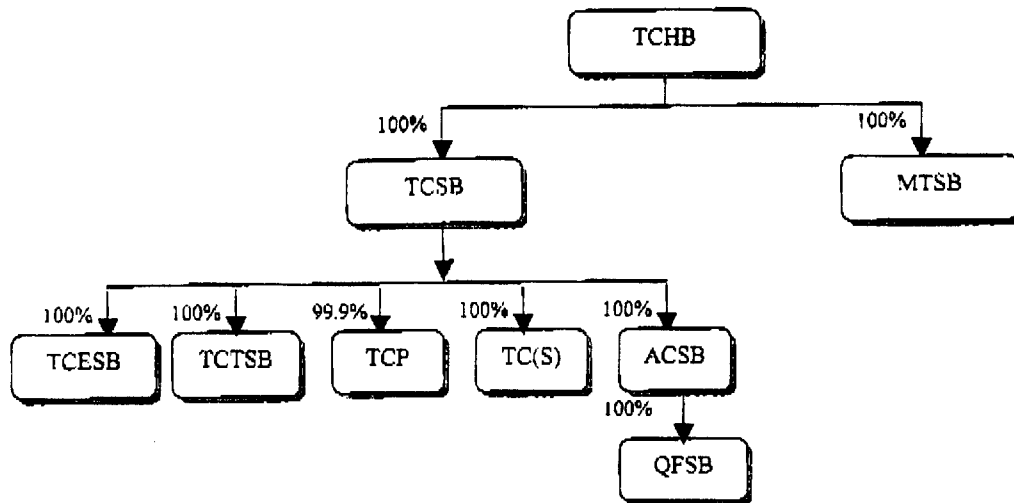 TCHB
100% 100%
TCSB MTSB
100% 100% 99.9% 100% 100%
TCESB TCTSB TCP TC(S) ACSB
100%
QFSB